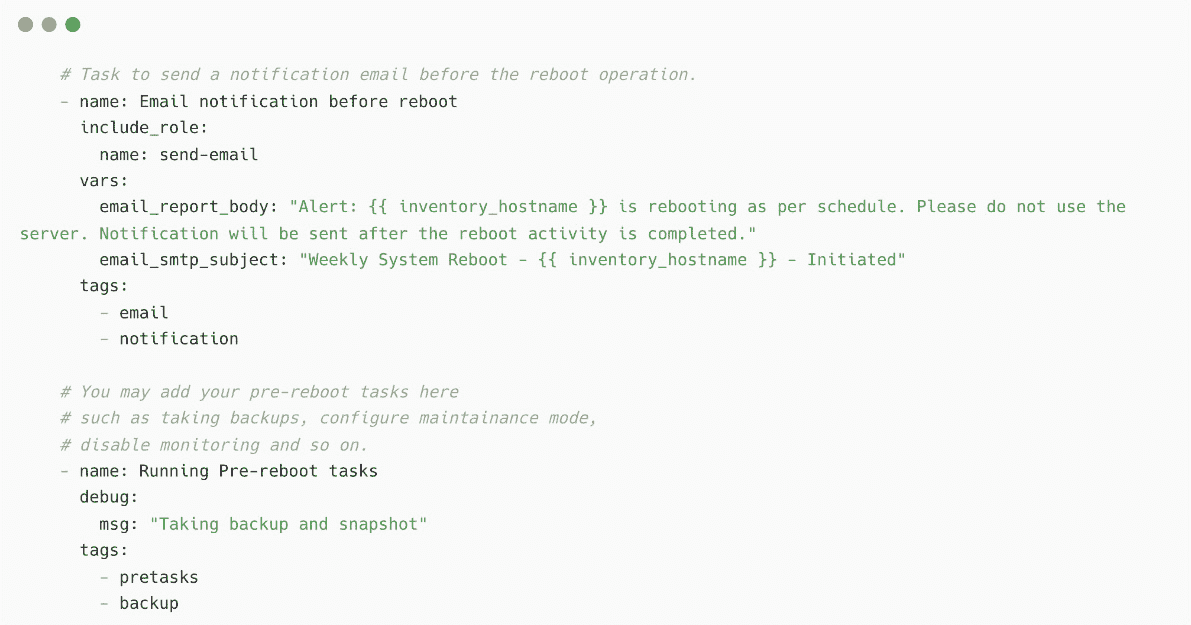 # Task to send a notification email before the reboot operation.
- name: Email notification before reboot
include_role:
name: send-email
vars:
email_report_body: "Alert: {{ inventory_hostname }} is rebooting as per schedule. Please do not use the
server. Notification will be sent after the reboot activity is completed."
email_smtp_subject: "Weekly System Reboot - {{ inventory_hostname }} - Initiated"
tags:
- email
- notification
# You may add your pre-reboot tasks here
# such as taking backups, configure maintainance mode,
# disable monitoring and so on.
- name: Running Pre-reboot tasks
debug:
msg: "Taking backup and snapshot"
tags:
- pretasks
- backup